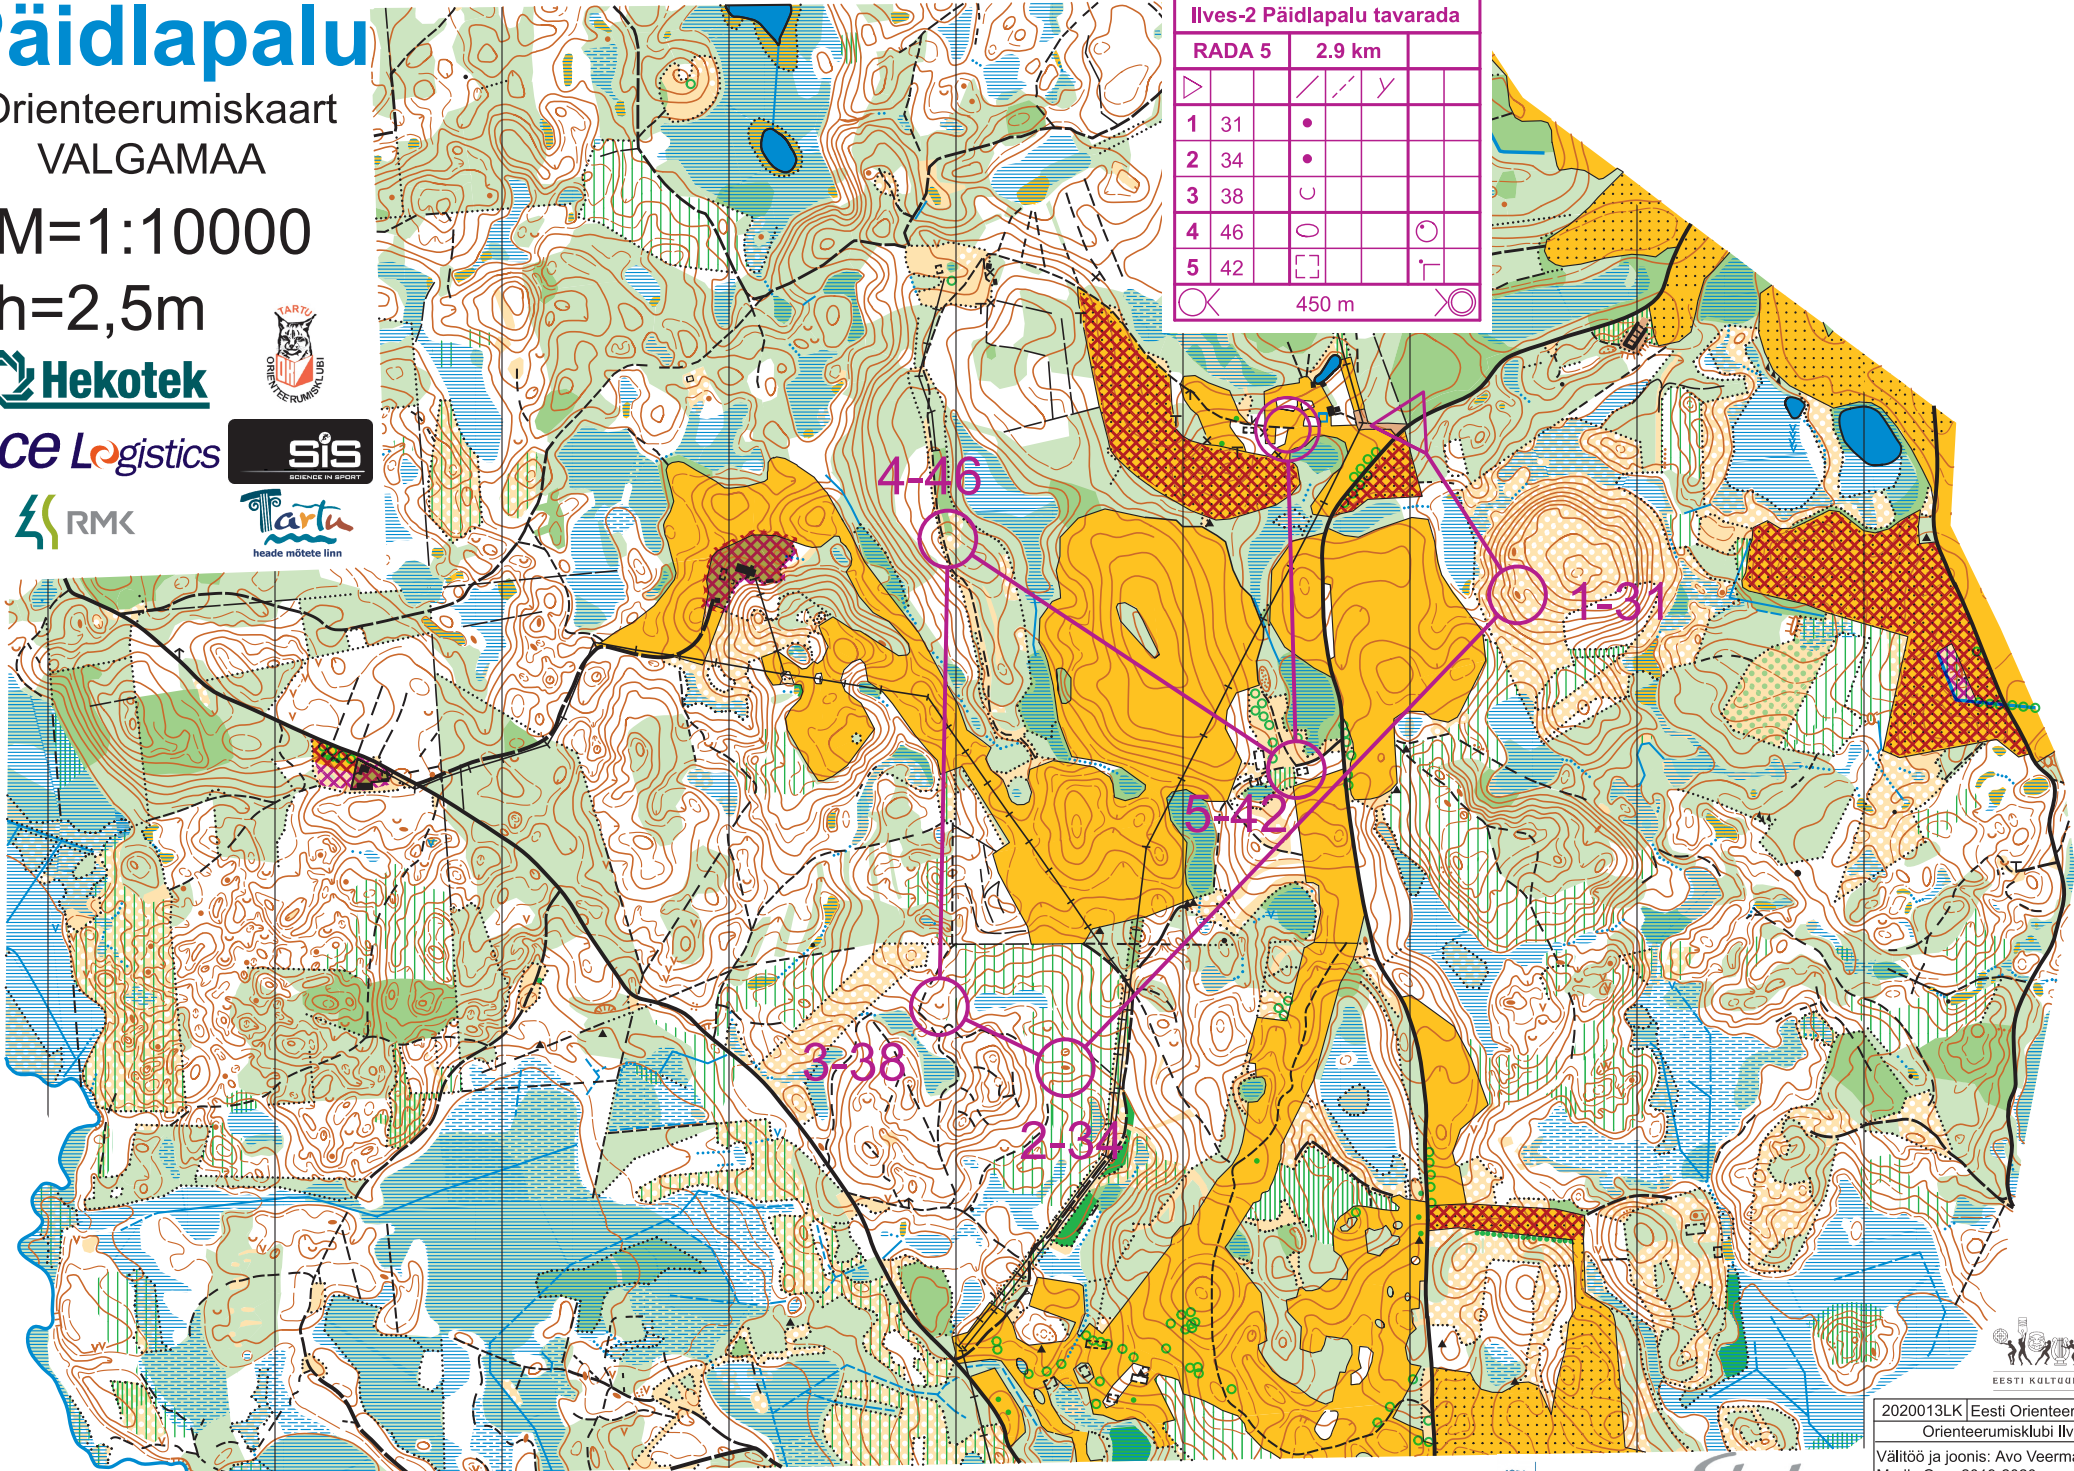 Päidlapalu
Orienteerumiskaart
VALGAMAA
M=1:10000
h=2,5m
TARTU
ORIENTEERUMISKLUBI
Hekotek
ce Logistics
SiS
SCIENCE IN SPORT
RMK
Tartu
heade mõtete linn
Ilves-2 Päidlapalu tavarada
RADA 5 2.9 km
1 31
2 34
3 38
4 46
5 42
450 m
4-46
1-31
5-42
3-38
2-34
EESTI KULTUU
2020013LK Eesti Orienteer
Orienteerumisklubi Ilv
Välitöö ja joonis: Avo Veerma